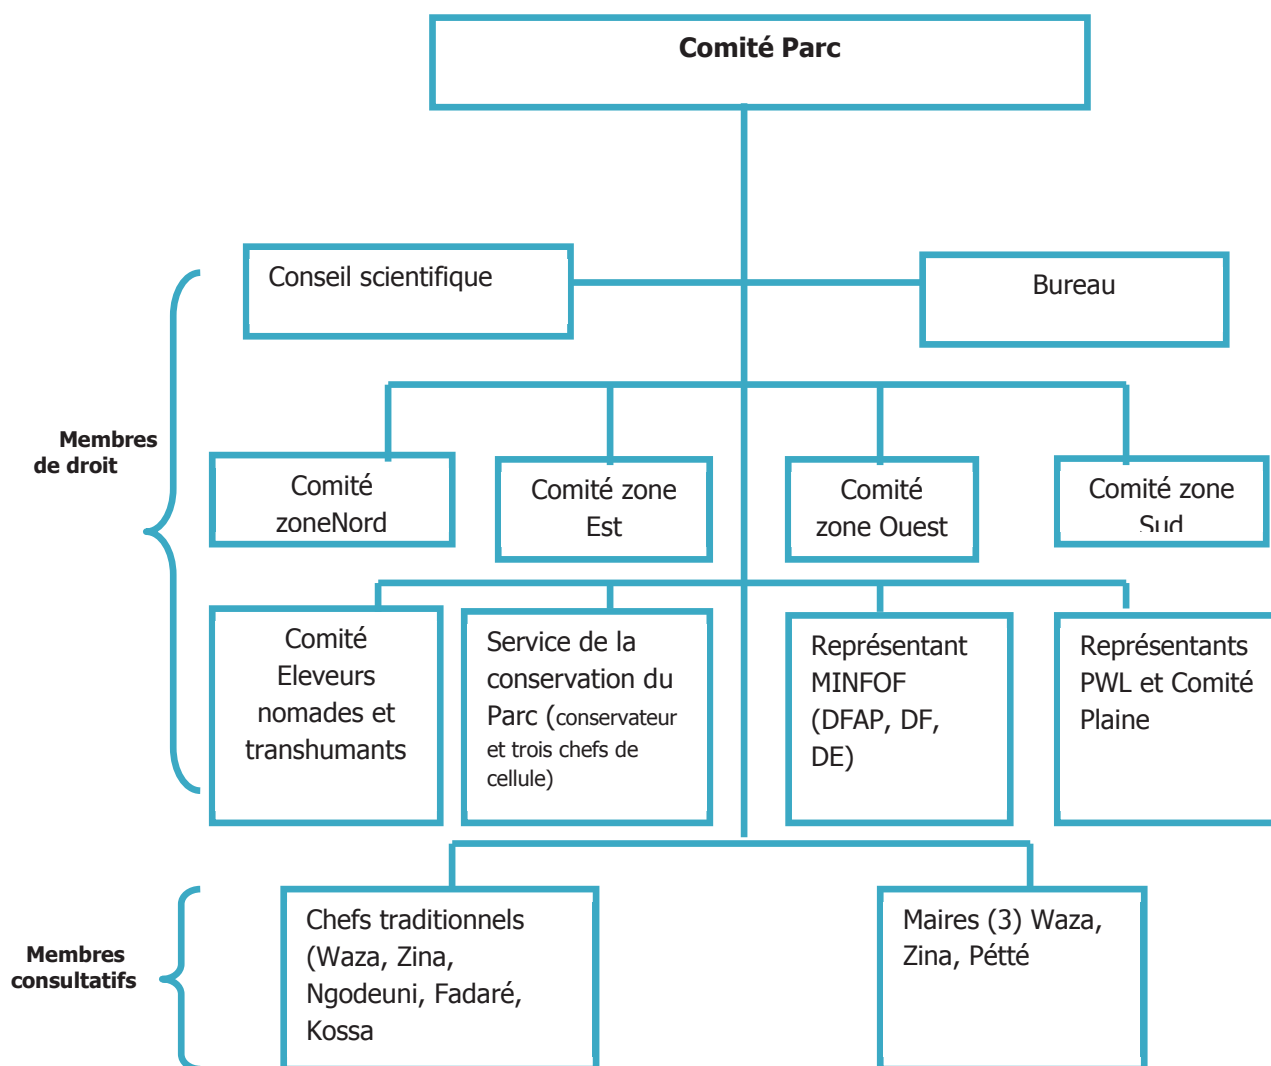 Comité Parc
Conseil scientifique
Bureau
Membres
de droit
Comité
zoneNord
Comité zone
Est
Comité
zone Ouest
Comité zone
Sud
Comité
Eleveurs
nomades et
transhumants
Service de la
conservation du
Parc (conservateur
et trois chefs de
cellule)
Représentant
MINFOF
(DFAP, DF,
DE)
Représentants
PWL et Comité
Plaine
Membres
consultatifs
Chefs traditionnels
(Waza, Zina,
Ngodeuni, Fadaré,
Kossa
Maires (3) Waza,
Zina, Pétté